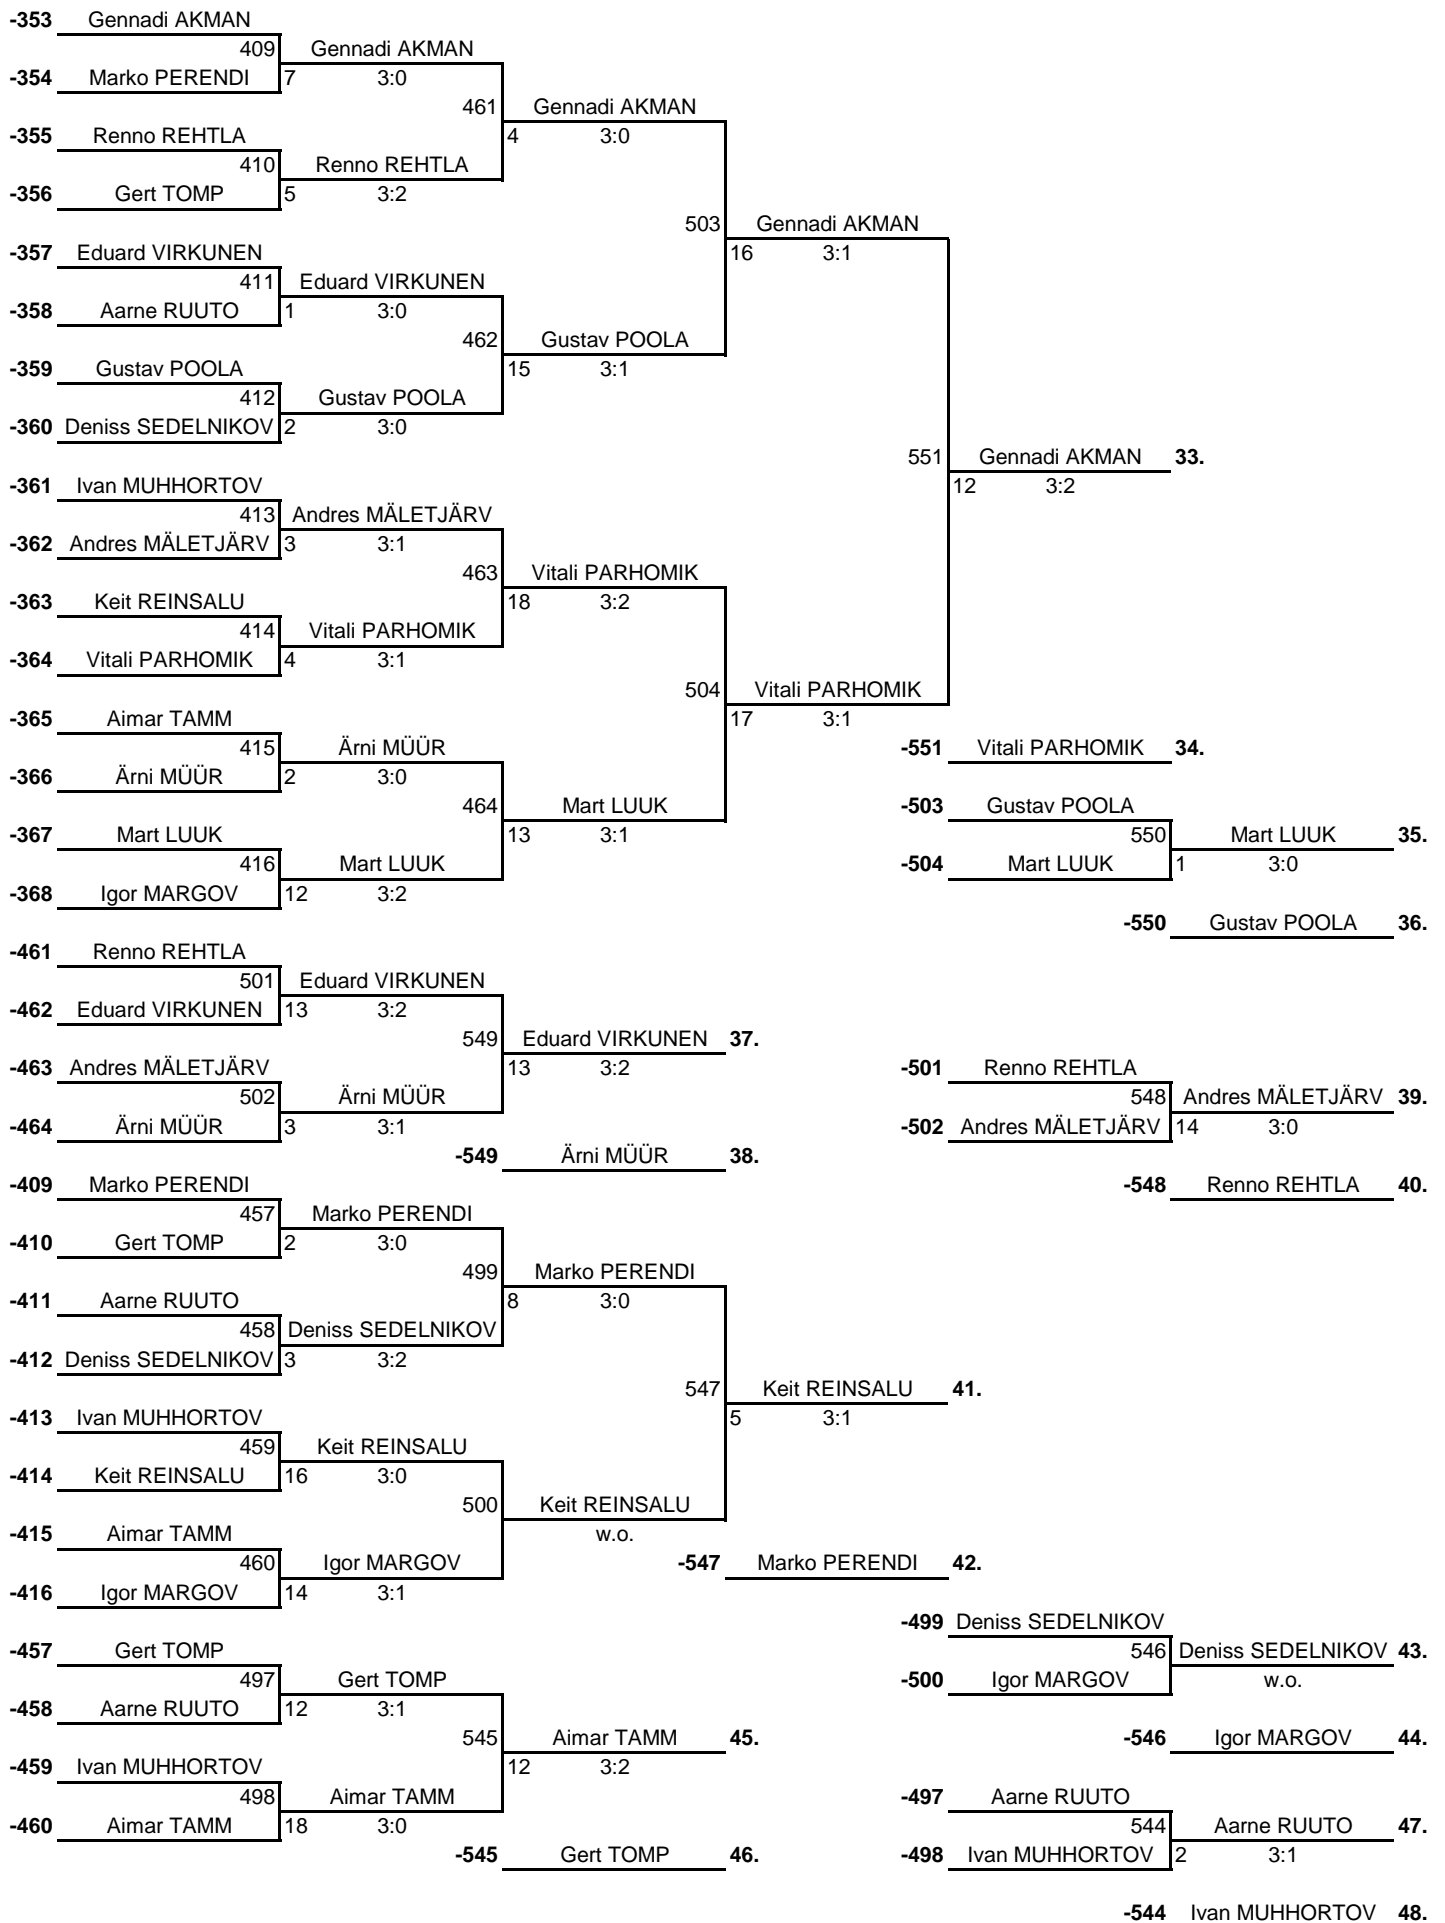 -353 Gennadi AKMAN
409 Gennadi AKMAN
-354 Marko PERENDI 7 3:0
461 Gennadi AKMAN
-355 Renno REHTLA 4 3:0
410 Renno REHTLA
-356 Gert TOMP 5 3:2
503 Gennadi AKMAN
-357 Eduard VIRKUNEN 16 3:1
411 Eduard VIRKUNEN
-358 Aarne RUUTO 1 3:0
462 Gustav POOLA
-359 Gustav POOLA 15 3:1
412 Gustav POOLA
-360 Deniss SEDELNIKOV 2 3:0
551 Gennadi AKMAN 33.
-361 Ivan MUHHORTOV 12 3:2
413 Andres MÄLETJÄRV
-362 Andres MÄLETJÄRV 3 3:1
463 Vitali PARHOMIK
-363 Keit REINSALU 18 3:2
414 Vitali PARHOMIK
-364 Vitali PARHOMIK 4 3:1
504 Vitali PARHOMIK
-365 Aimar TAMM 17 3:1
415 Ärni MÜÜR -551 Vitali PARHOMIK 34.
-366 Ärni MÜÜR 2 3:0
464 Mart LUUK -503 Gustav POOLA
-367 Mart LUUK 13 3:1 550 Mart LUUK 35.
416 Mart LUUK -504 Mart LUUK 1 3:0
-368 Igor MARGOV 12 3:2
-550 Gustav POOLA 36.
-461 Renno REHTLA
501 Eduard VIRKUNEN
-462 Eduard VIRKUNEN 13 3:2
549 Eduard VIRKUNEN 37.
-463 Andres MÄLETJÄRV 13 3:2 -501 Renno REHTLA
502 Ärni MÜÜR 548 Andres MÄLETJÄRV 39.
-464 Ärni MÜÜR 3 3:1 -502 Andres MÄLETJÄRV 14 3:0
-549 Ärni MÜÜR 38.
-409 Marko PERENDI -548 Renno REHTLA 40.
457 Marko PERENDI
-410 Gert TOMP 2 3:0
499 Marko PERENDI
-411 Aarne RUUTO 8 3:0
458 Deniss SEDELNIKOV
-412 Deniss SEDELNIKOV 3 3:2
547 Keit REINSALU 41.
-413 Ivan MUHHORTOV 5 3:1
459 Keit REINSALU
-414 Keit REINSALU 16 3:0
500 Keit REINSALU
-415 Aimar TAMM w.o.
460 Igor MARGOV -547 Marko PERENDI 42.
-416 Igor MARGOV 14 3:1
-499 Deniss SEDELNIKOV
-457 Gert TOMP 546 Deniss SEDELNIKOV 43.
497 Gert TOMP -500 Igor MARGOV w.o.
-458 Aarne RUUTO 12 3:1
545 Aimar TAMM 45. -546 Igor MARGOV 44.
-459 Ivan MUHHORTOV 12 3:2
498 Aimar TAMM -497 Aarne RUUTO
-460 Aimar TAMM 18 3:0 544 Aarne RUUTO 47.
-545 Gert TOMP 46. -498 Ivan MUHHORTOV 2 3:1
-544 Ivan MUHHORTOV 48.